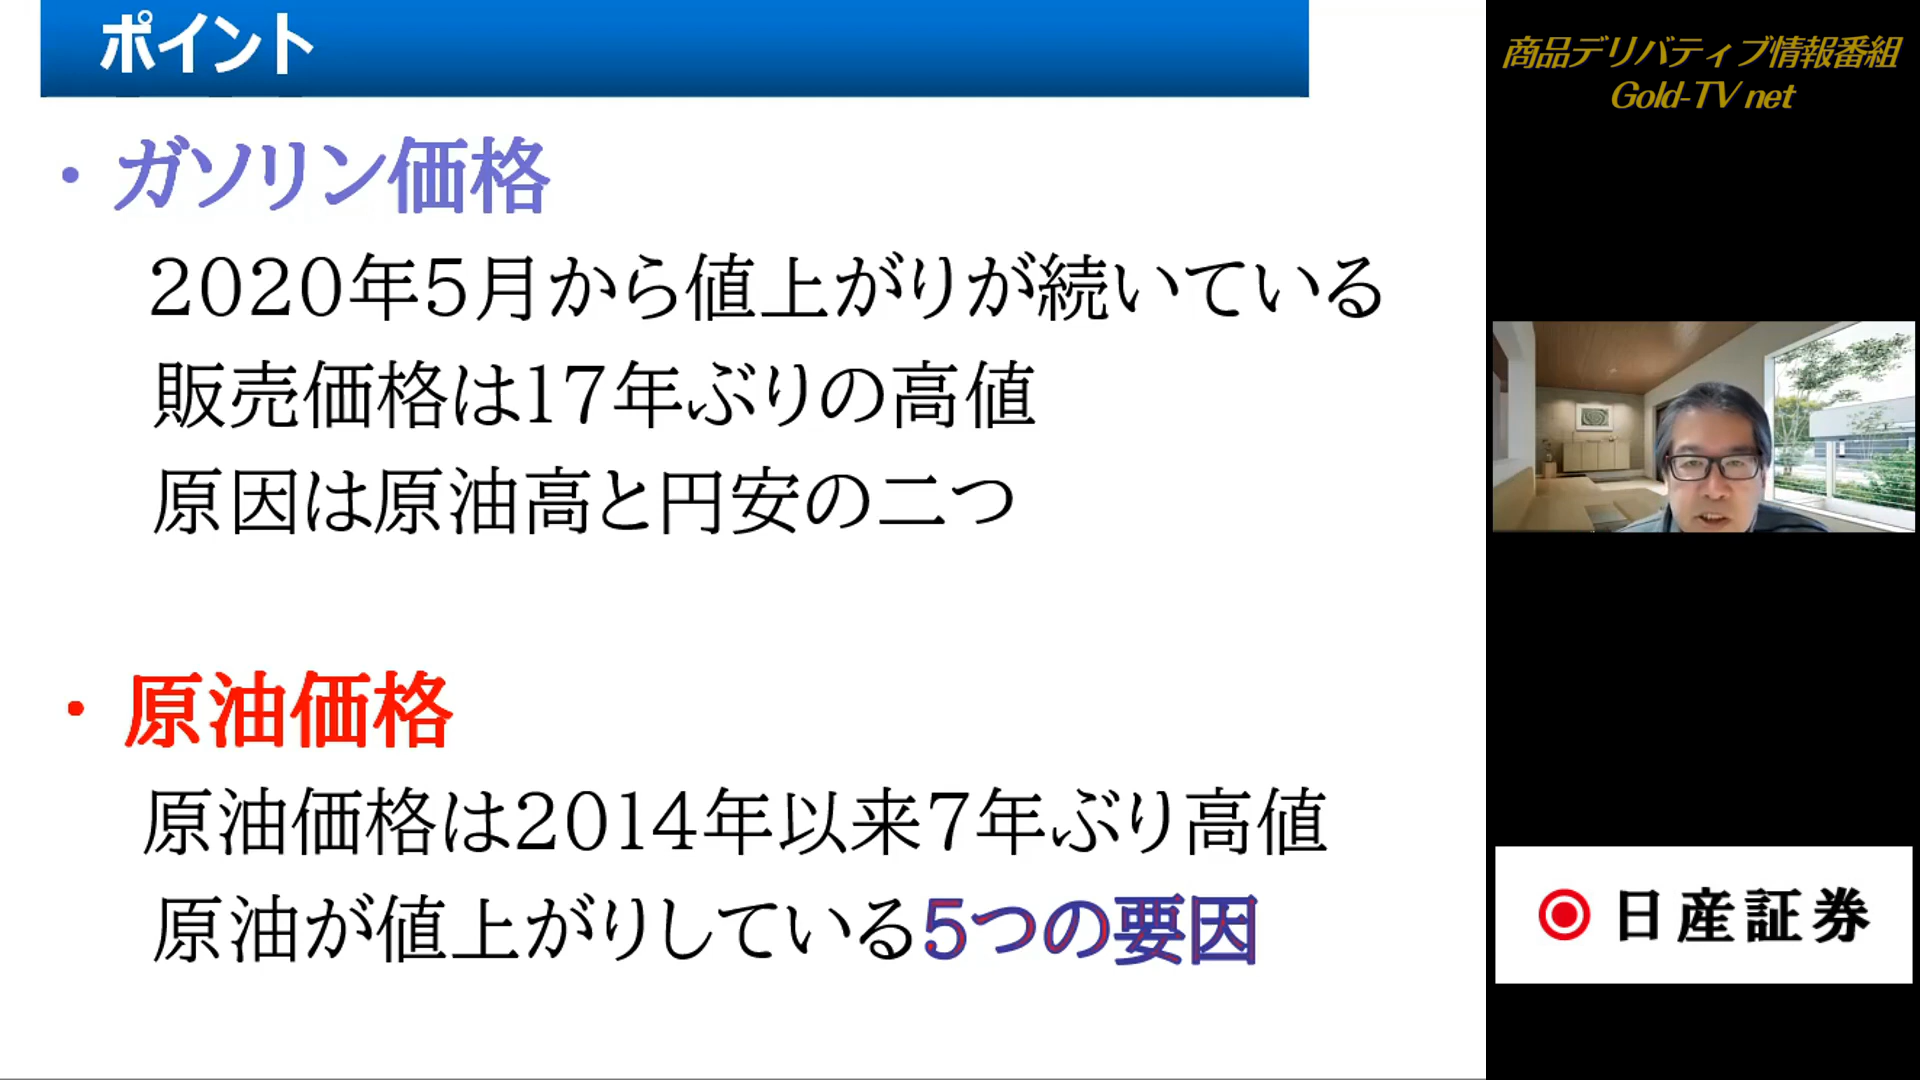 ポイント
・ガソリン価格
2020年5月から値上がりが続いている
販売価格は17年ぶりの高値
原因は原油高と円安の二つ
・原油価格
原油価格は2014年以来7年ぶり高値
原油が値上がりしている5つの要因
商品デリバティブ情報番組
Gold-TV net
日産証券